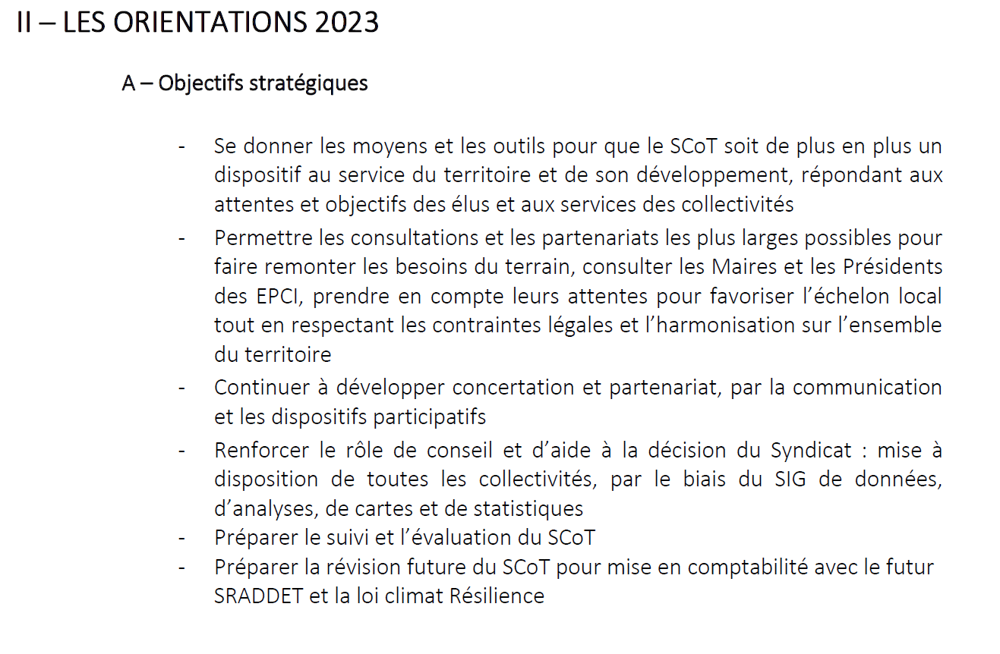 II – LES ORIENTATIONS 2023
A – Objectifs stratégiques
- Se donner les moyens et les outils pour que le SCoT soit de plus en plus un
dispositif au service du territoire et de son développement, répondant aux
attentes et objectifs des élus et aux services des collectivités
- Permettre les consultations et les partenariats les plus larges possibles pour
faire remonter les besoins du terrain, consulter les Maires et les Présidents
des EPCI, prendre en compte leurs attentes pour favoriser l’échelon local
tout en respectant les contraintes légales et l’harmonisation sur l’ensemble
du territoire
- Continuer à développer concertation et partenariat, par la communication
et les dispositifs participatifs
- Renforcer le rôle de conseil et d’aide à la décision du Syndicat : mise à
disposition de toutes les collectivités, par le biais du SIG de données,
d’analyses, de cartes et de statistiques
- Préparer le suivi et l’évaluation du SCoT
- Préparer la révision future du SCoT pour mise en comptabilité avec le futur
SRADDET et la loi climat Résilience